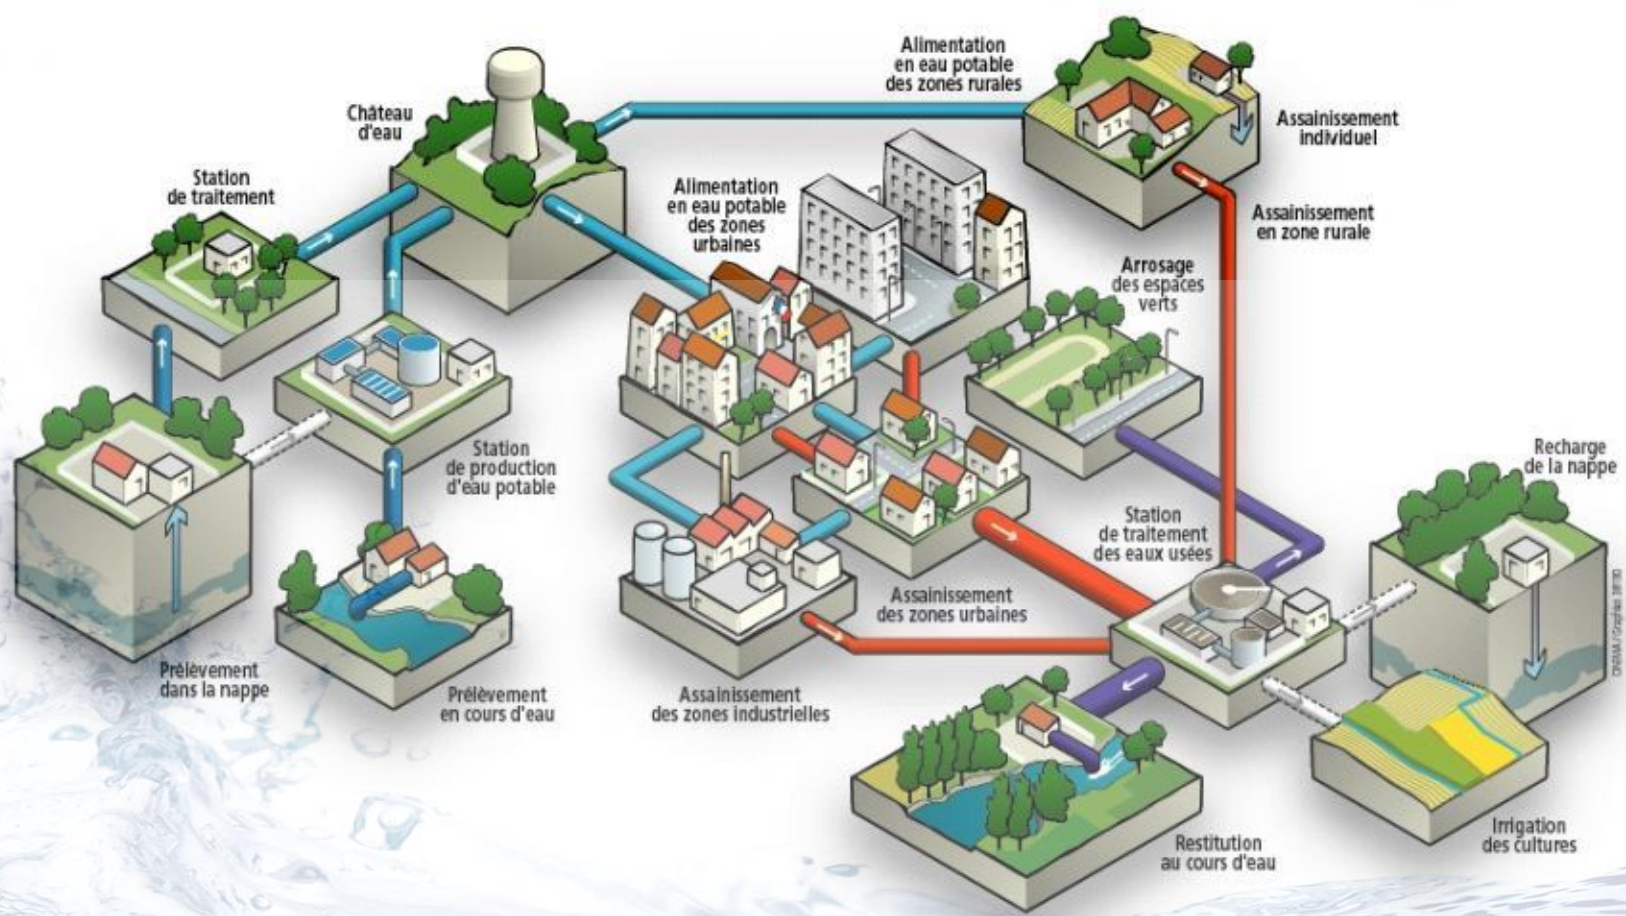 Alimentation
en eau potable
des zones rurales
Château
d'eau
Assainissement
individuel
Station
de traitement
Alimentation
en eau potable
des zones
urbaines
Assainissement
en zone rurale
Arrosage
des espaces
verts
Station
de production
d'eau potable
Recharge
de la nappe
Station
de traitement
des eaux usées
Assainissement
des zones urbaines
Prélèvement
dans la nappe
Prélèvement
en cours d'eau
Assainissement
des zones industrielles
Restitution
au cours d'eau
Irrigation
des cultures